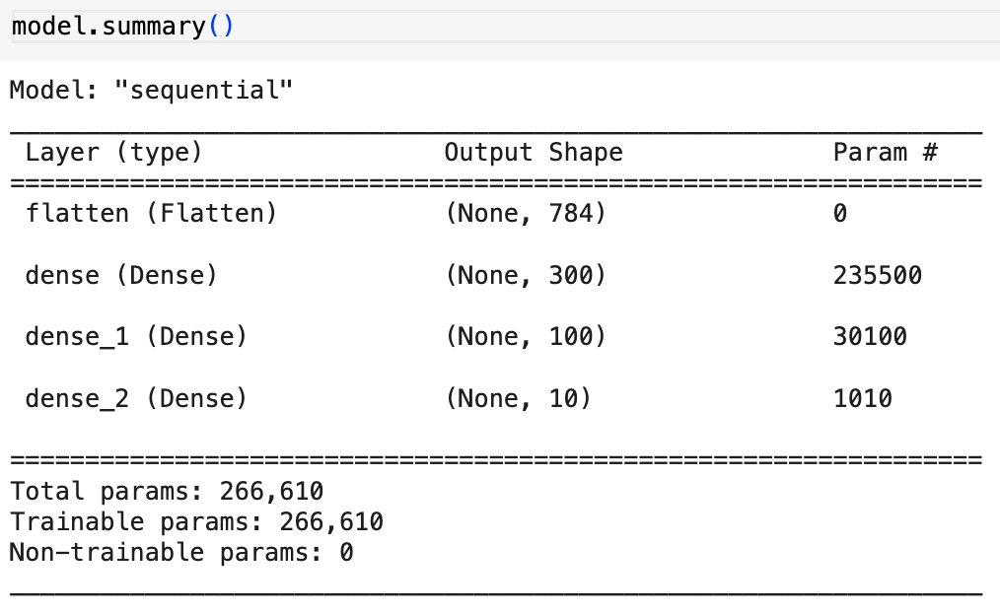 model.summary()
Model: "sequential"
_________________________________________________________________
Layer (type) Output Shape Param #
=================================================================
flatten (Flatten) (None, 784) 0
dense (Dense) (None, 300) 235500
dense_1 (Dense) (None, 100) 30100
dense_2 (Dense) (None, 10) 1010
=================================================================
Total params: 266,610
Trainable params: 266,610
Non-trainable params: 0
_________________________________________________________________